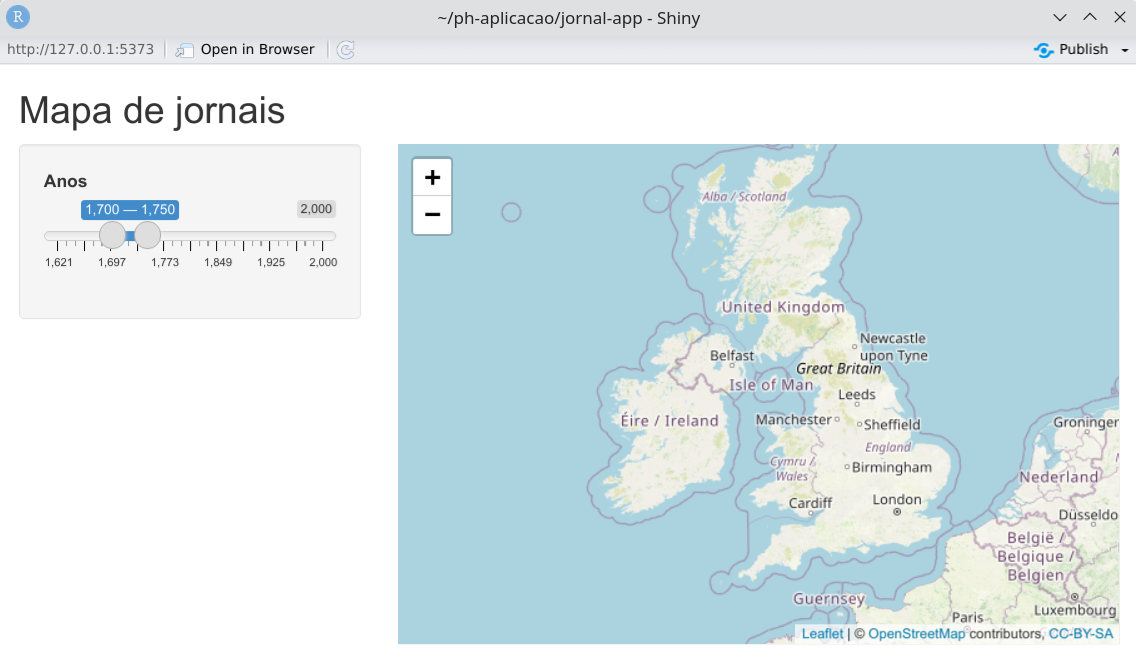 R
~/ph-aplicacao/jornal-app - Shiny
http://127.0.0.1:5373
Open in Browser
Publish
Mapa de jornais
Anos
1,700 — 1,750
2,000
1,621 1,697 1,773 1,849 1,925 2,000
+
−
Alba / Scotland
United Kingdom
Newcastle
upon Tyne
Belfast
Great Britain
Isle of Man
Leeds
Manchester
Sheffield
Éire / Ireland
England
Cymru /
Wales
Birmingham
Cardiff
London
Groninger
Nederland
Düsseldo
België /
Belgique /
Belgien
Guernsey
Luxembourg
Paris
Leaflet | © OpenStreetMap contributors, CC-BY-SA